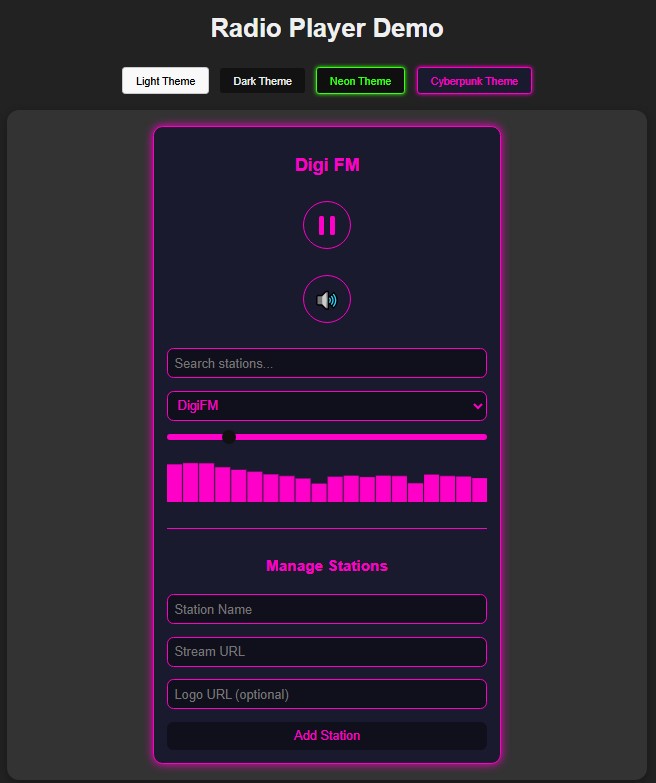 Radio Player Demo
Light Theme Dark Theme Neon Theme Cyberpunk Theme
Digi FM
Search stations...
DigiFM
Manage Stations
Station Name
Stream URL
Logo URL (optional)
Add Station